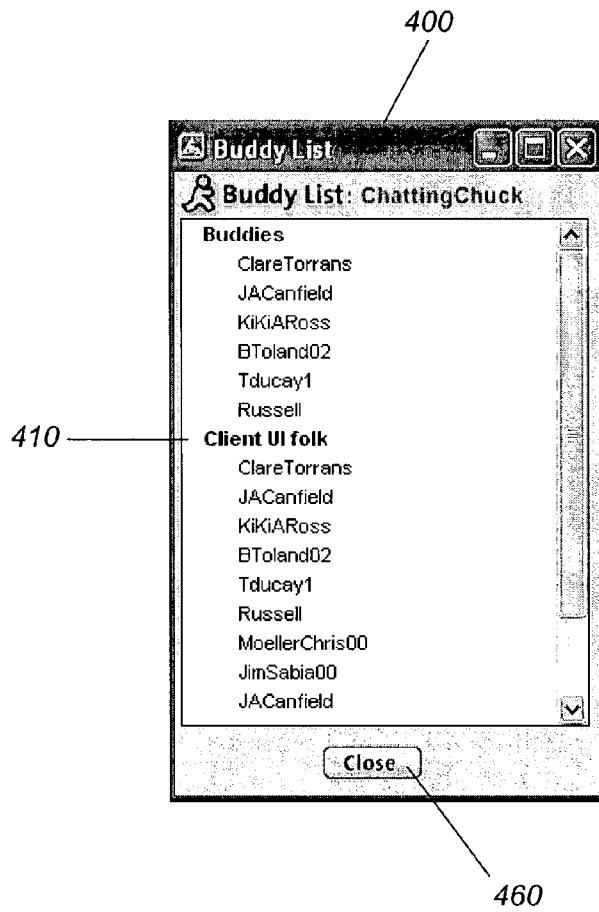 400
Buddy List
Buddy List: ChattingChuck
Buddies
ClareTorrans
JACanfield
KiKiARoss
BToland02
Tducay1
Russell
410
Client UI folk
ClareTorrans
JACanfield
KiKiARoss
BToland02
Tducay1
Russell
MoellerChris00
JimSabia00
JACanfield
Close
460